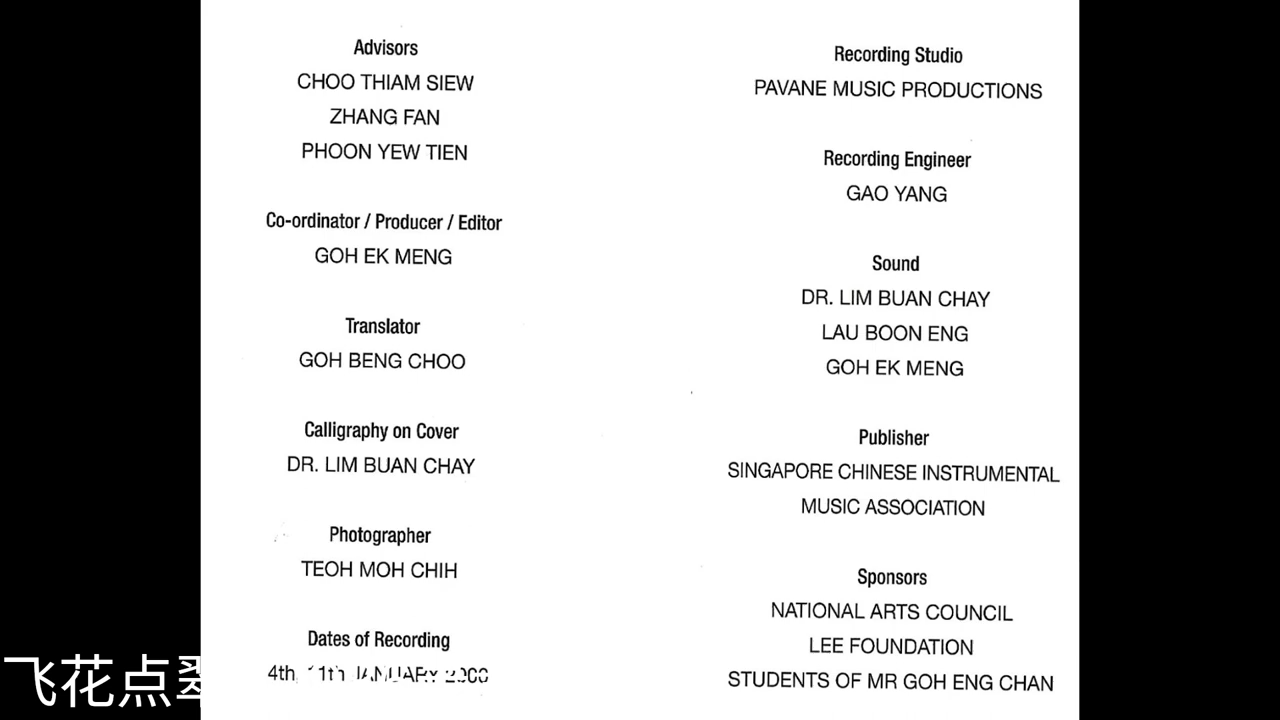 Advisors
CHOO THIAM SIEW
ZHANG FAN
PHOON YEW TIEN
Co-ordinator / Producer / Editor
GOH EK MENG
Translator
GOH BENG CHOO
Calligraphy on Cover
DR. LIM BUAN CHAY
Photographer
TEOH MOH CHIH
Dates of Recording
4th, 11th JANUARY 2000
Recording Studio
PAVANE MUSIC PRODUCTIONS
Recording Engineer
GAO YANG
Sound
DR. LIM BUAN CHAY
LAU BOON ENG
GOH EK MENG
Publisher
SINGAPORE CHINESE INSTRUMENTAL
MUSIC ASSOCIATION
Sponsors
NATIONAL ARTS COUNCIL
LEE FOUNDATION
STUDENTS OF MR GOH ENG CHAN
飞花点翠